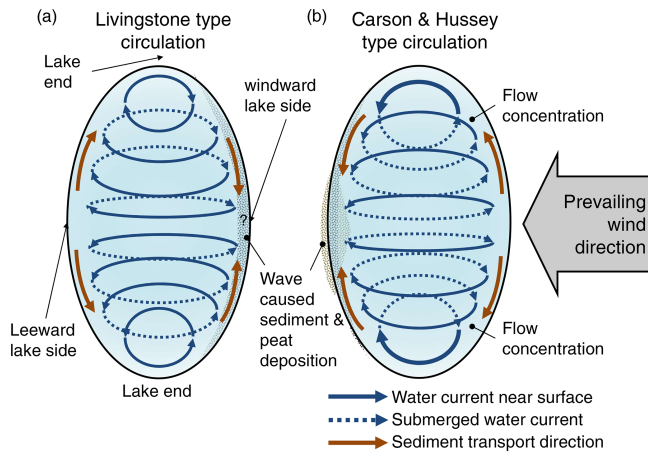 (a)
Livingstone type
circulation
(b)
Carson & Hussey
type circulation
Lake
end
windward
lake side
Flow
concentration
?
Prevailing
wind
direction
Leeward
lake side
Wave
caused
sediment &
peat
deposition
Flow
concentration
Lake end
Water current near surface
Submerged water current
Sediment transport direction